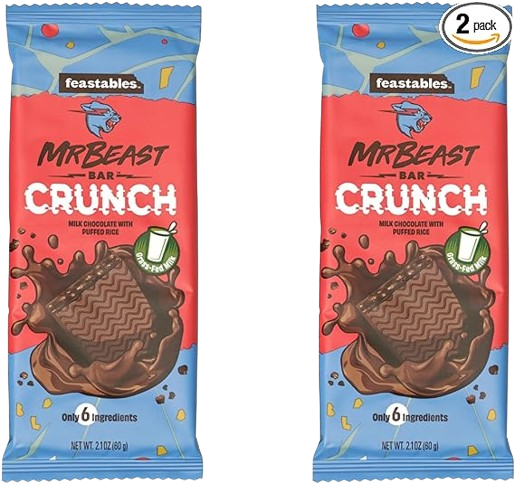 2
pack
feastables.
MRBEAST
BAR
CRUNCH
MILK CHOCOLATE WITH
PUFFED RICE
Grass-Fed Milk
Only 6 Ingredients
NET WT. 2.1OZ (60g)
feastables.
MRBEAST
BAR
CRUNCH
MILK CHOCOLATE WITH
PUFFED RICE
Grass-Fed Milk
Only 6 Ingredients
NET WT. 2.1OZ (60g)